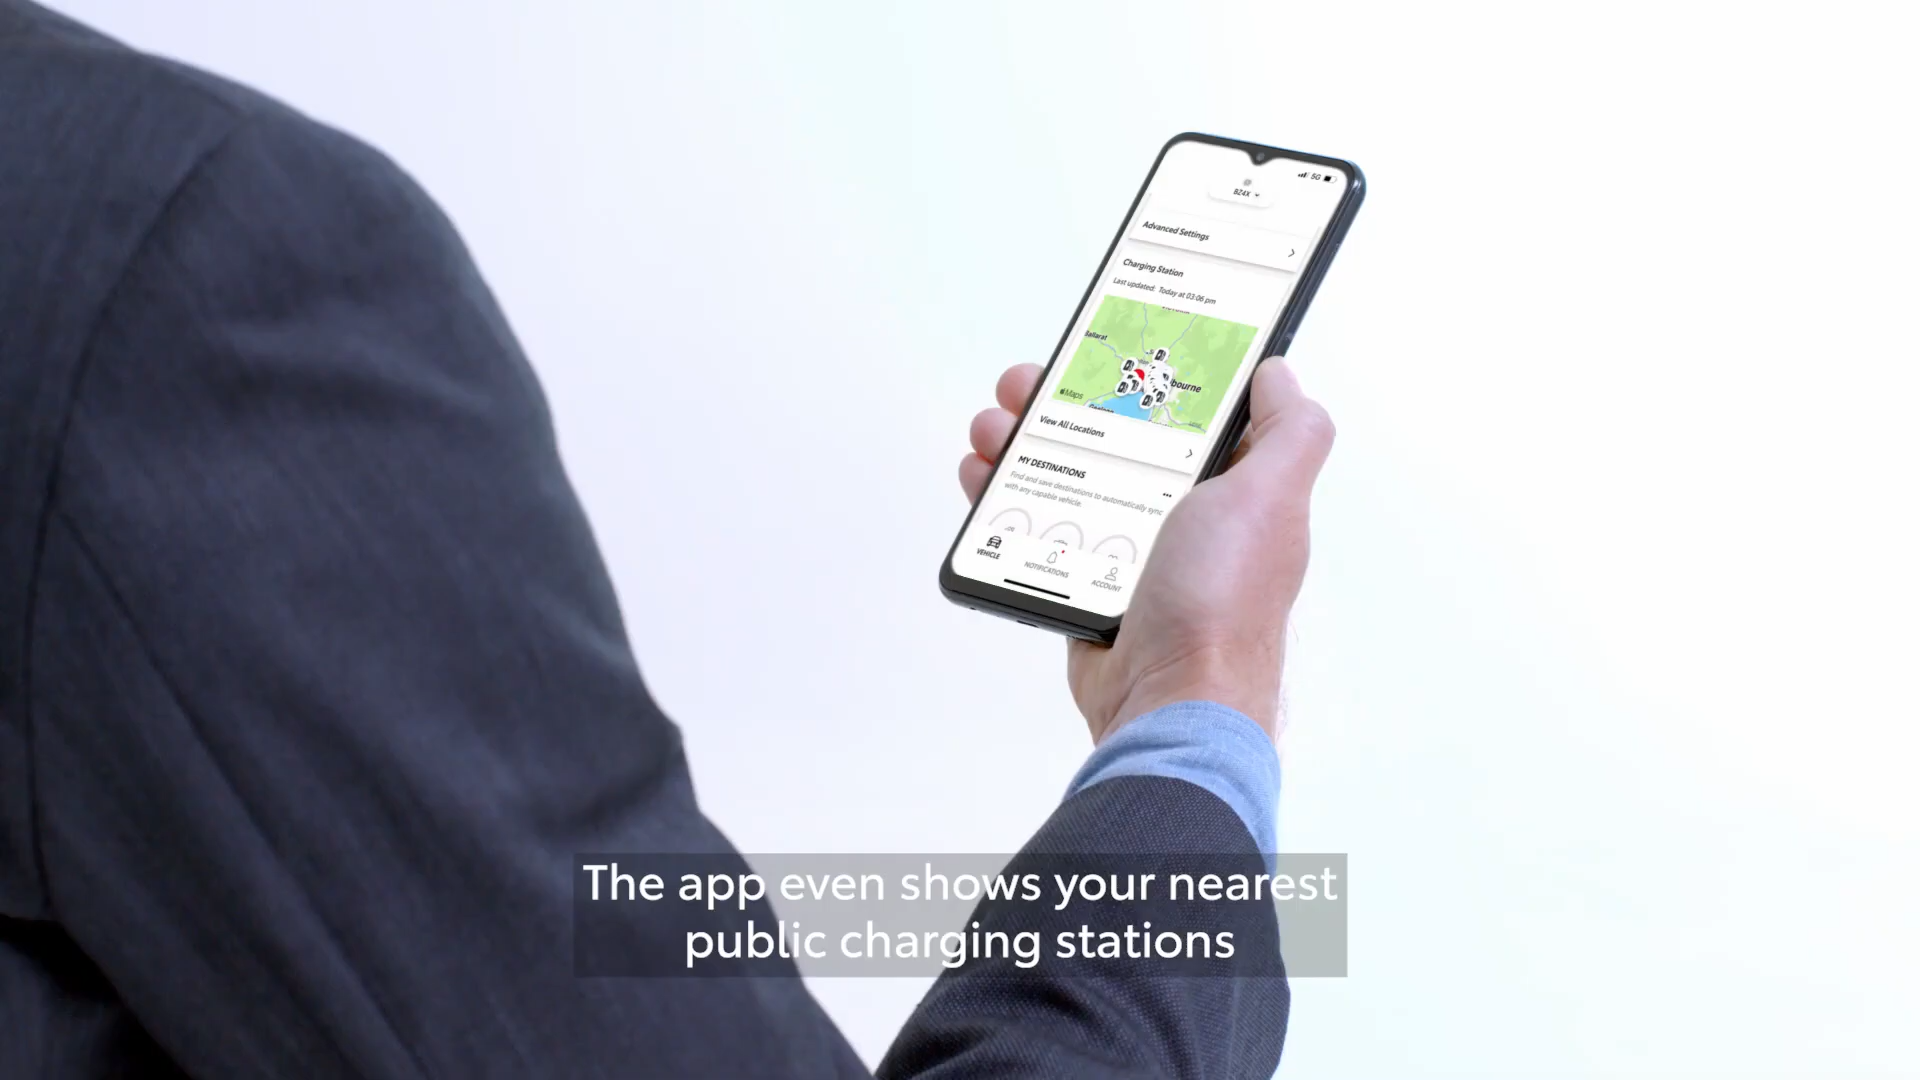 5G
BZ4X
Advanced Settings
Charging Station
Last updated: Today at 03:06 pm
Ballarat
bourne
Maps
Geelong
View All Locations
MY DESTINATIONS
Find and save destinations to automatically sync
with any capable vehicle.
VEHICLE
NOTIFICATIONS
ACCOUNT
The app even shows your nearest
public charging stations